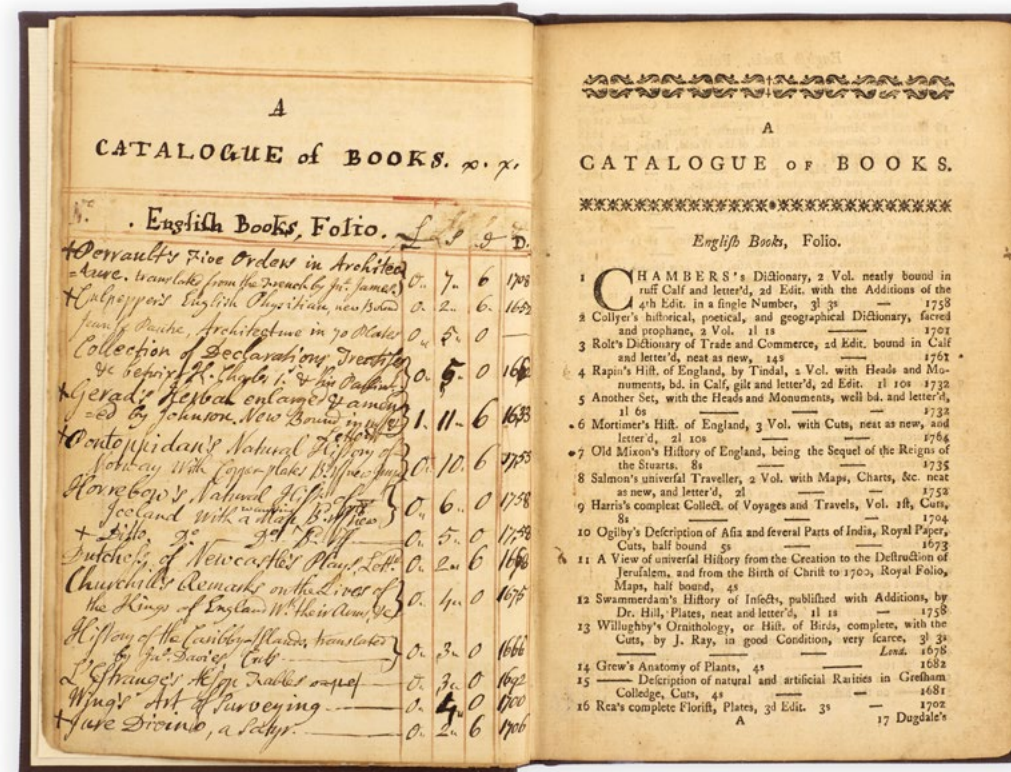 A
CATALOGUE of BOOKS.
No.
English Books, Folio. L S d D.
+Perrault's Five Orders in Architec
=ture. translated from the French by Jn. James. 0 7 6 1708
+Culpepper's English Physitian, new Bound 0 2 6 1652
Architecture in 70 Plates 0 5 0
Collection of Declarations, Treatises
&c betwixt K. Charles 1st. & his Parliamt. 0 5 0
+Gerard's Herbal enlarged & amend
=ed by Johnson. New Bound 1 11 6 1633
+Pontoppidan's Natural History of
Norway With Copper-plates 0 10 6 1755
Horrebow's Natural History of
Iceland With a Map 0 6 0 1758
+ Ditto Do. Do. 0 5 0 1758
Dutchess of Newcastle's Plays, 0 2 6
Churchill's Remarks on the Lives of
the Kings of England Wt. their Arms, &c 0 4 0 1675
History of the Caribby-Islands, translated
by Jn. Davies 0 3 0 1666
L'Estrange's Æsop Fables 0 3 0 1692
Wing's Art of Surveying 0 4 0 1700
+Jure Divino, a Satyr. 0 2 6 1706
A
CATALOGUE OF BOOKS.
English Books, Folio.
1 CHAMBERS's Dictionary, 2 Vol. neatly bound in
ruff Calf and letter'd, 2d Edit. with the Additions of the
4th Edit. in a single Number, 3l 3s — 1758
2 Collyer's historical, poetical, and geographical Dictionary, sacred
and prophane, 2 Vol. 1l 1s —— 1701
3 Rolt's Dictionary of Trade and Commerce, 2d Edit. bound in Calf
and letter'd, neat as new, 14s —— 1761
4 Rapin's Hist. of England, by Tindal, 2 Vol. with Heads and Mo-
numents, bd. in Calf, gilt and letter'd, 2d Edit. 1l 10s 1732
5 Another Set, with the Heads and Monuments, well bd. and letter'd,
1l 6s —— —— —— 1732
6 Mortimer's Hist. of England, 3 Vol. with Cuts, neat as new, and
letter'd, 2l 10s —— —— 1764
7 Old Mixon's History of England, being the Sequel of the Reigns of
the Stuarts. 8s —— —— 1735
8 Salmon's universal Traveller, 2 Vol. with Maps, Charts, &c. neat
as new, and letter'd, 2l —— —— 1752
9 Harris's compleat Collect. of Voyages and Travels, Vol. 1st, Cuts,
8s —— —— —— 1704
10 Ogilby's Description of Asia and several Parts of India, Royal Paper,
Cuts, half bound 5s —— —— 1673
11 A View of universal History from the Creation to the Destruction of
Jerusalem, and from the Birth of Christ to 1700, Royal Folio,
Maps, half bound, 4s
12 Swammerdam's History of Insects, published with Additions, by
Dr. Hill, Plates, neat and letter'd, 1l 1s — 1758
13 Willughby's Ornithology, or Hist. of Birds, complete, with the
Cuts, by J. Ray, in good Condition, very scarce, 3l 3s
—— —— —— Lond. 1678
14 Grew's Anatomy of Plants, 4s —— 1682
15 —— Description of natural and artificial Rarities in Gresham
Colledge, Cuts, 4s —— —— 1681
16 Rea's complete Florist, Plates, 3d Edit. 3s — 1702
A 17 Dugdale's